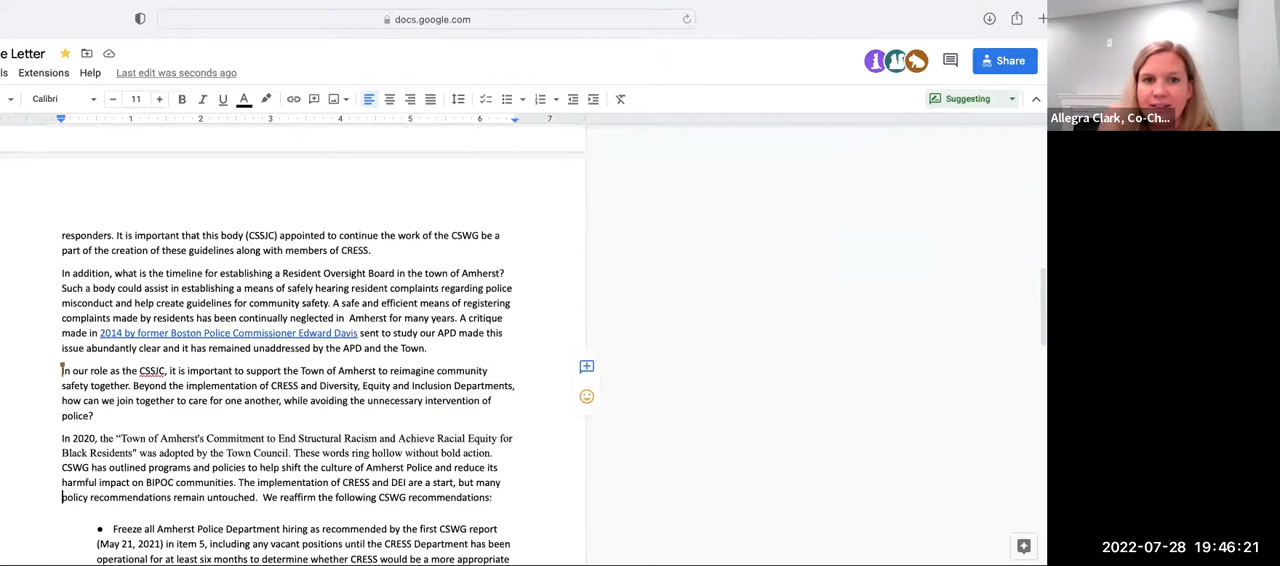 docs.google.com
e Letter
ls Extensions Help Last edit was seconds ago
Share
Calibri 11
B I U A
Suggesting
1 2 3 4 5 6 7
responders. It is important that this body (CSSJC) appointed to continue the work of the CSWG be a
part of the creation of these guidelines along with members of CRESS.
In addition, what is the timeline for establishing a Resident Oversight Board in the town of Amherst?
Such a body could assist in establishing a means of safely hearing resident complaints regarding police
misconduct and help create guidelines for community safety. A safe and efficient means of registering
complaints made by residents has been continually neglected in Amherst for many years. A critique
made in 2014 by former Boston Police Commissioner Edward Davis sent to study our APD made this
issue abundantly clear and it has remained unaddressed by the APD and the Town.
In our role as the CSSJC, it is important to support the Town of Amherst to reimagine community
safety together. Beyond the implementation of CRESS and Diversity, Equity and Inclusion Departments,
how can we join together to care for one another, while avoiding the unnecessary intervention of
police?
In 2020, the “Town of Amherst's Commitment to End Structural Racism and Achieve Racial Equity for
Black Residents" was adopted by the Town Council. These words ring hollow without bold action.
CSWG has outlined programs and policies to help shift the culture of Amherst Police and reduce its
harmful impact on BIPOC communities. The implementation of CRESS and DEI are a start, but many
policy recommendations remain untouched. We reaffirm the following CSWG recommendations:
● Freeze all Amherst Police Department hiring as recommended by the first CSWG report
(May 21, 2021) in item 5, including any vacant positions until the CRESS Department has been
operational for at least six months to determine whether CRESS would be a more appropriate
Allegra Clark, Co-Ch...
2022-07-28 19:46:21